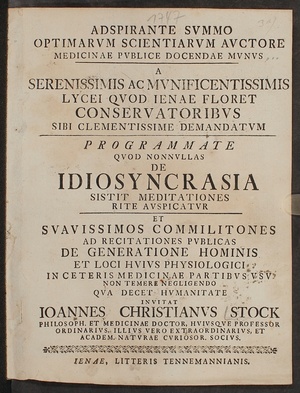 1747
ADSPIRANTE SVMMO
OPTIMARVM SCIENTIARVM AVCTORE
MEDICINAE PVBLICE DOCENDAE MVNVS
A
SERENISSIMIS AC MVNIFICENTISSIMIS
LYCEI QVOD IENAE FLORET
CONSERVATORIBVS
SIBI CLEMENTISSIME DEMANDATVM
PROGRAMMATE
QVOD NONNVLLAS
DE
IDIOSYNCRASIA
SISTIT MEDITATIONES
RITE AVSPICATVR
ET
SVAVISSIMOS COMMILITONES
AD RECITATIONES PVBLICAS
DE GENERATIONE HOMINIS
ET LOCI HVIVS PHYSIOLOGICI
IN CETERIS MEDICINAE PARTIBVS VSV
NON TEMERE NEGLIGENDO
QVA DECET HVMANITATE
INVITAT
IOANNES CHRISTIANVS STOCK
PHILOSOPH. ET MEDICINAE DOCTOR, HVIVSQVE PROFESSOR
ORDINARIVS, ILLIVS VERO EXTRAORDINARIVS, ET
ACADEM. NATVRAE CVRIOSOR. SOCIVS.
IENAE, LITTERIS TENNEMANNIANIS.